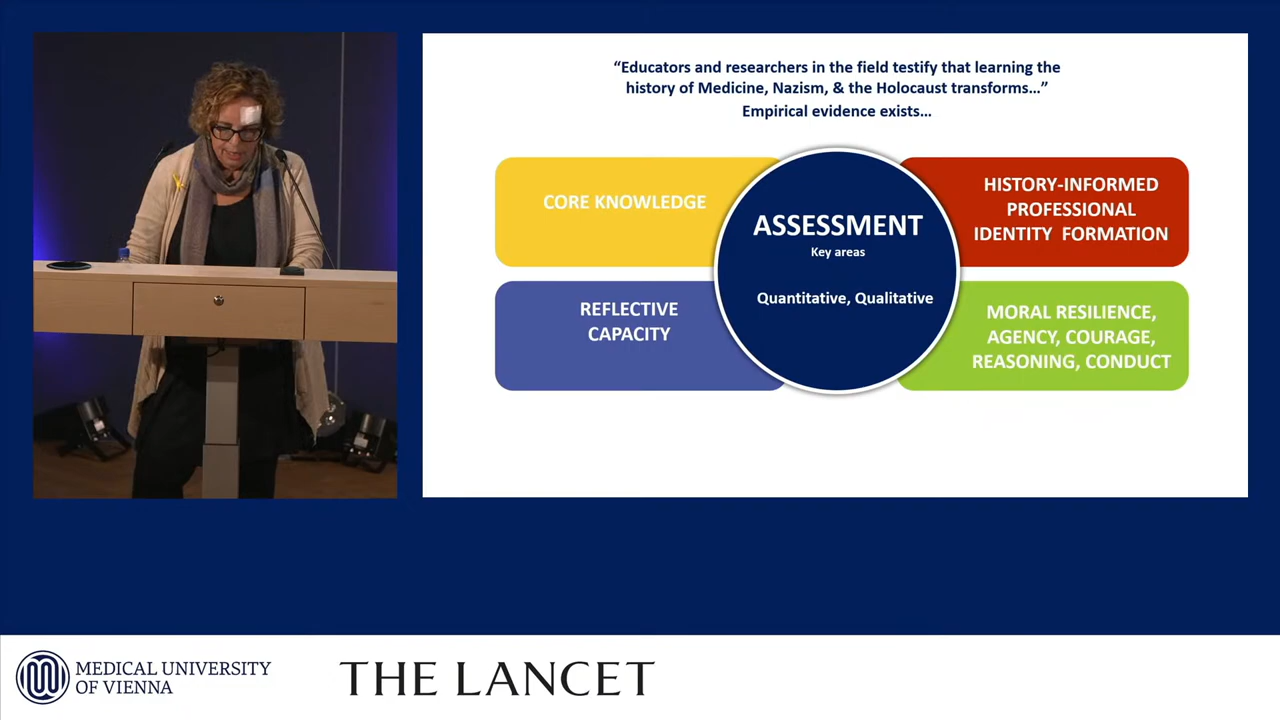 “Educators and researchers in the field testify that learning the
history of Medicine, Nazism, & the Holocaust transforms…”
Empirical evidence exists…
CORE KNOWLEDGE
ASSESSMENT
Key areas
Quantitative, Qualitative
HISTORY-INFORMED
PROFESSIONAL
IDENTITY FORMATION
REFLECTIVE
CAPACITY
MORAL RESILIENCE,
AGENCY, COURAGE,
REASONING, CONDUCT
MEDICAL UNIVERSITY
OF VIENNA
THE LANCET